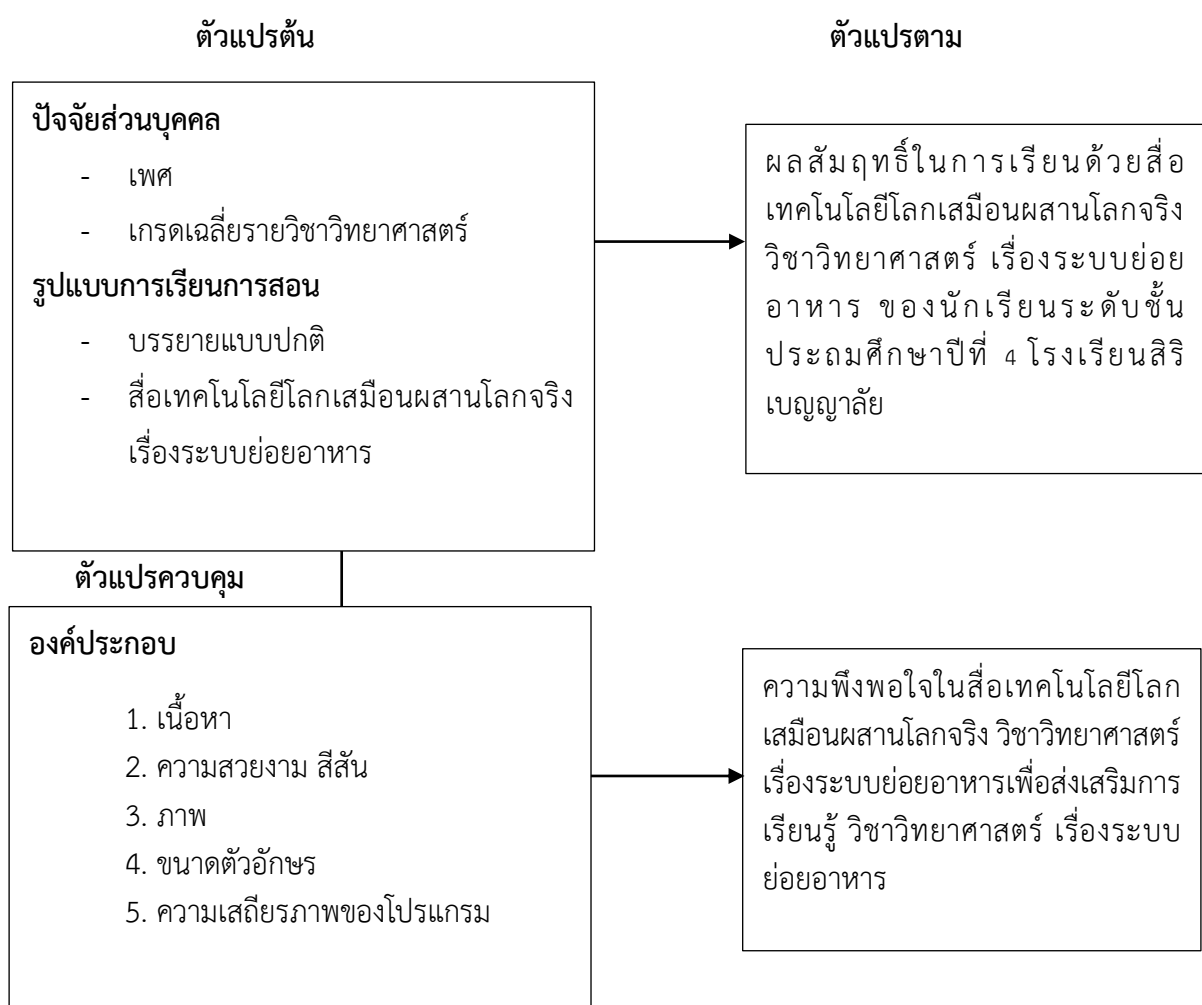 ตัวแปรต้น
ตัวแปรตาม
ปัจจัยส่วนบุคคล
- เพศ
- เกรดเฉลี่ยรายวิชาวิทยาศาสตร์
รูปแบบการเรียนการสอน
- บรรยายแบบปกติ
- สื่อเทคโนโลยีโลกเสมือนผสานโลกจริง
เรื่องระบบย่อยอาหาร
ผลสัมฤทธิ์ในการเรียนด้วยสื่อ
เทคโนโลยีโลกเสมือนผสานโลกจริง
วิชาวิทยาศาสตร์ เรื่องระบบย่อย
อาหาร ของนักเรียนระดับชั้น
ประถมศึกษาปีที่ 4 โรงเรียนสิริ
เบญญาลัย
ตัวแปรควบคุม
องค์ประกอบ
1. เนื้อหา
2. ความสวยงาม สีสัน
3. ภาพ
4. ขนาดตัวอักษร
5. ความเสถียรภาพของโปรแกรม
ความพึงพอใจในสื่อเทคโนโลยีโลก
เสมือนผสานโลกจริง วิชาวิทยาศาสตร์
เรื่องระบบย่อยอาหารเพื่อส่งเสริมการ
เรียนรู้ วิชาวิทยาศาสตร์ เรื่องระบบ
ย่อยอาหาร